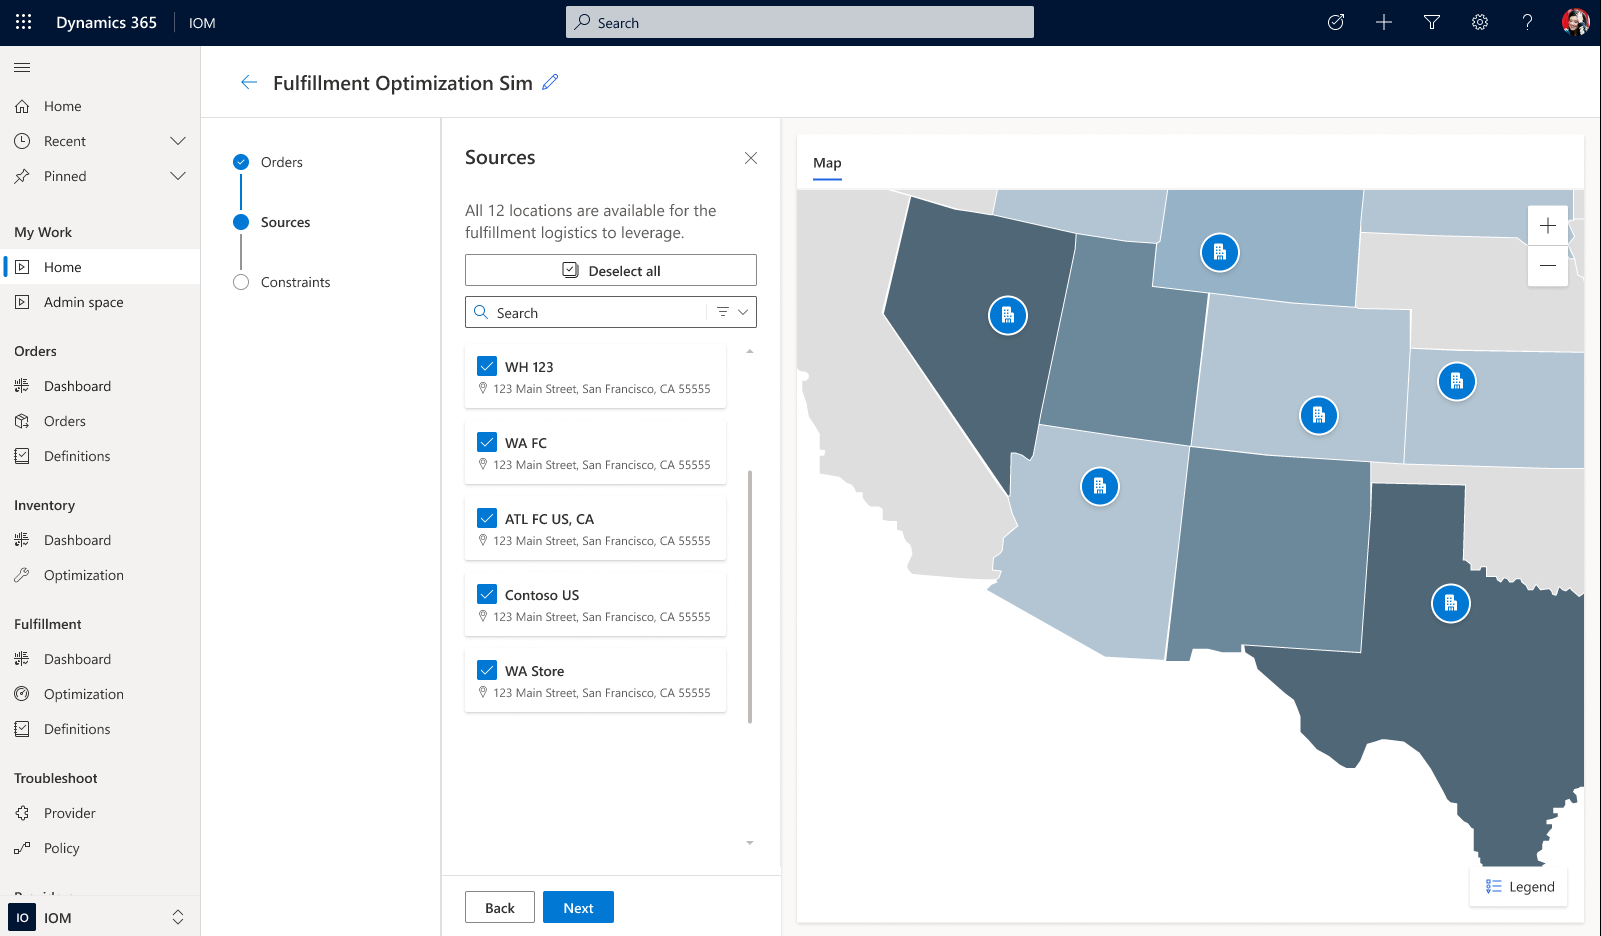 Dynamics 365
IOM
Search
?
Fulfillment Optimization Sim
Home
Recent
Pinned
My Work
Home
Admin space
Orders
Dashboard
Orders
Definitions
Inventory
Dashboard
Optimization
Fulfillment
Dashboard
Optimization
Definitions
Troubleshoot
Provider
Policy
IO
IOM
Orders
Sources
Constraints
Sources
All 12 locations are available for the
fulfillment logistics to leverage.
Deselect all
Search
WH 123
123 Main Street, San Francisco, CA 55555
WA FC
123 Main Street, San Francisco, CA 55555
ATL FC US, CA
123 Main Street, San Francisco, CA 55555
Contoso US
123 Main Street, San Francisco, CA 55555
WA Store
123 Main Street, San Francisco, CA 55555
Back
Next
Map
Legend